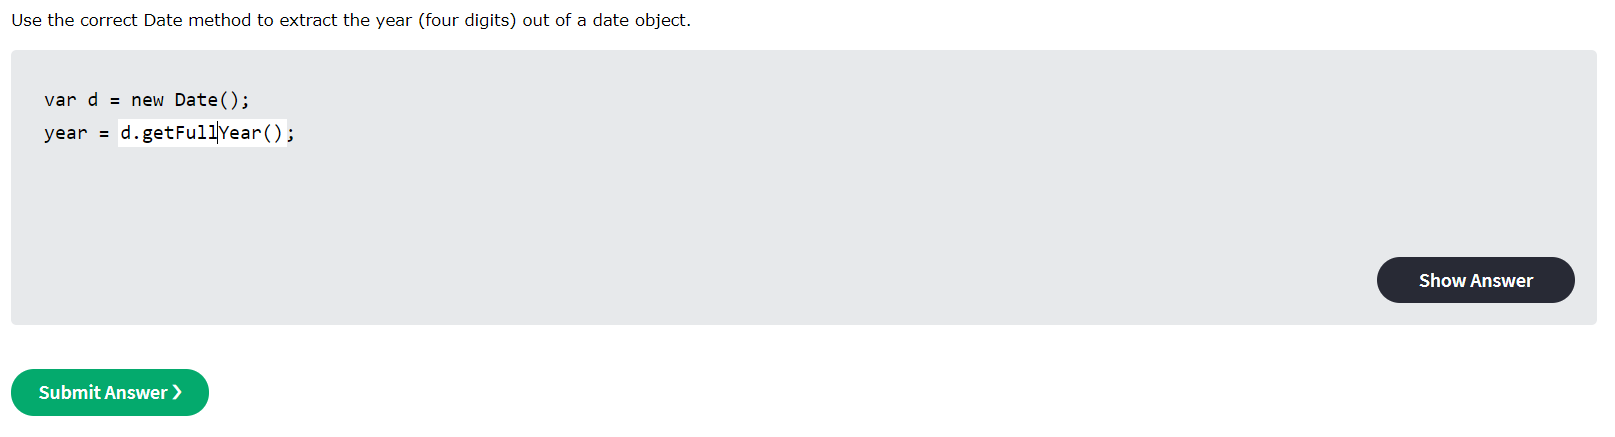 Use the correct Date method to extract the year (four digits) out of a date object.
var d = new Date();
year = d.getFullYear();
Show Answer
Submit Answer ❯